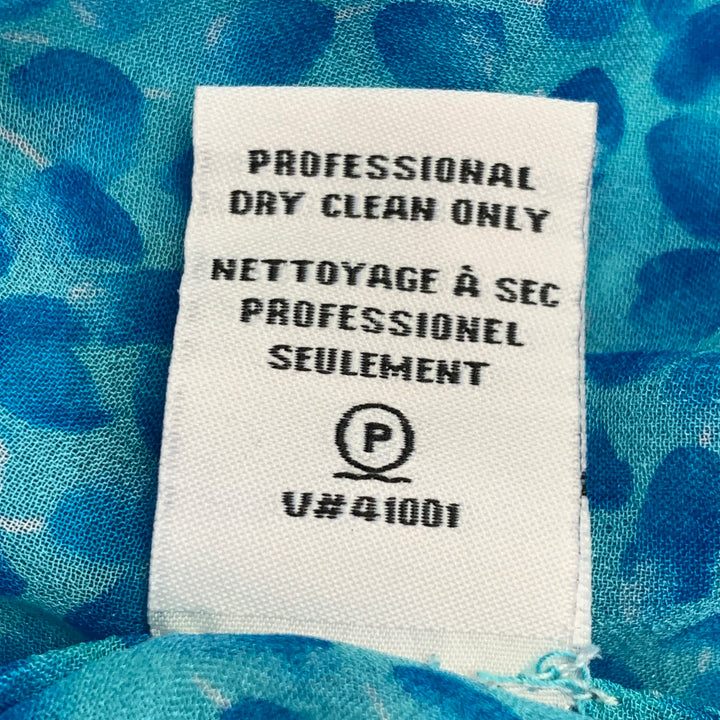 PROFESSIONAL
DRY CLEAN ONLY
NETTOYAGE À SEC
PROFESSIONEL
SEULEMENT
P
V#41001